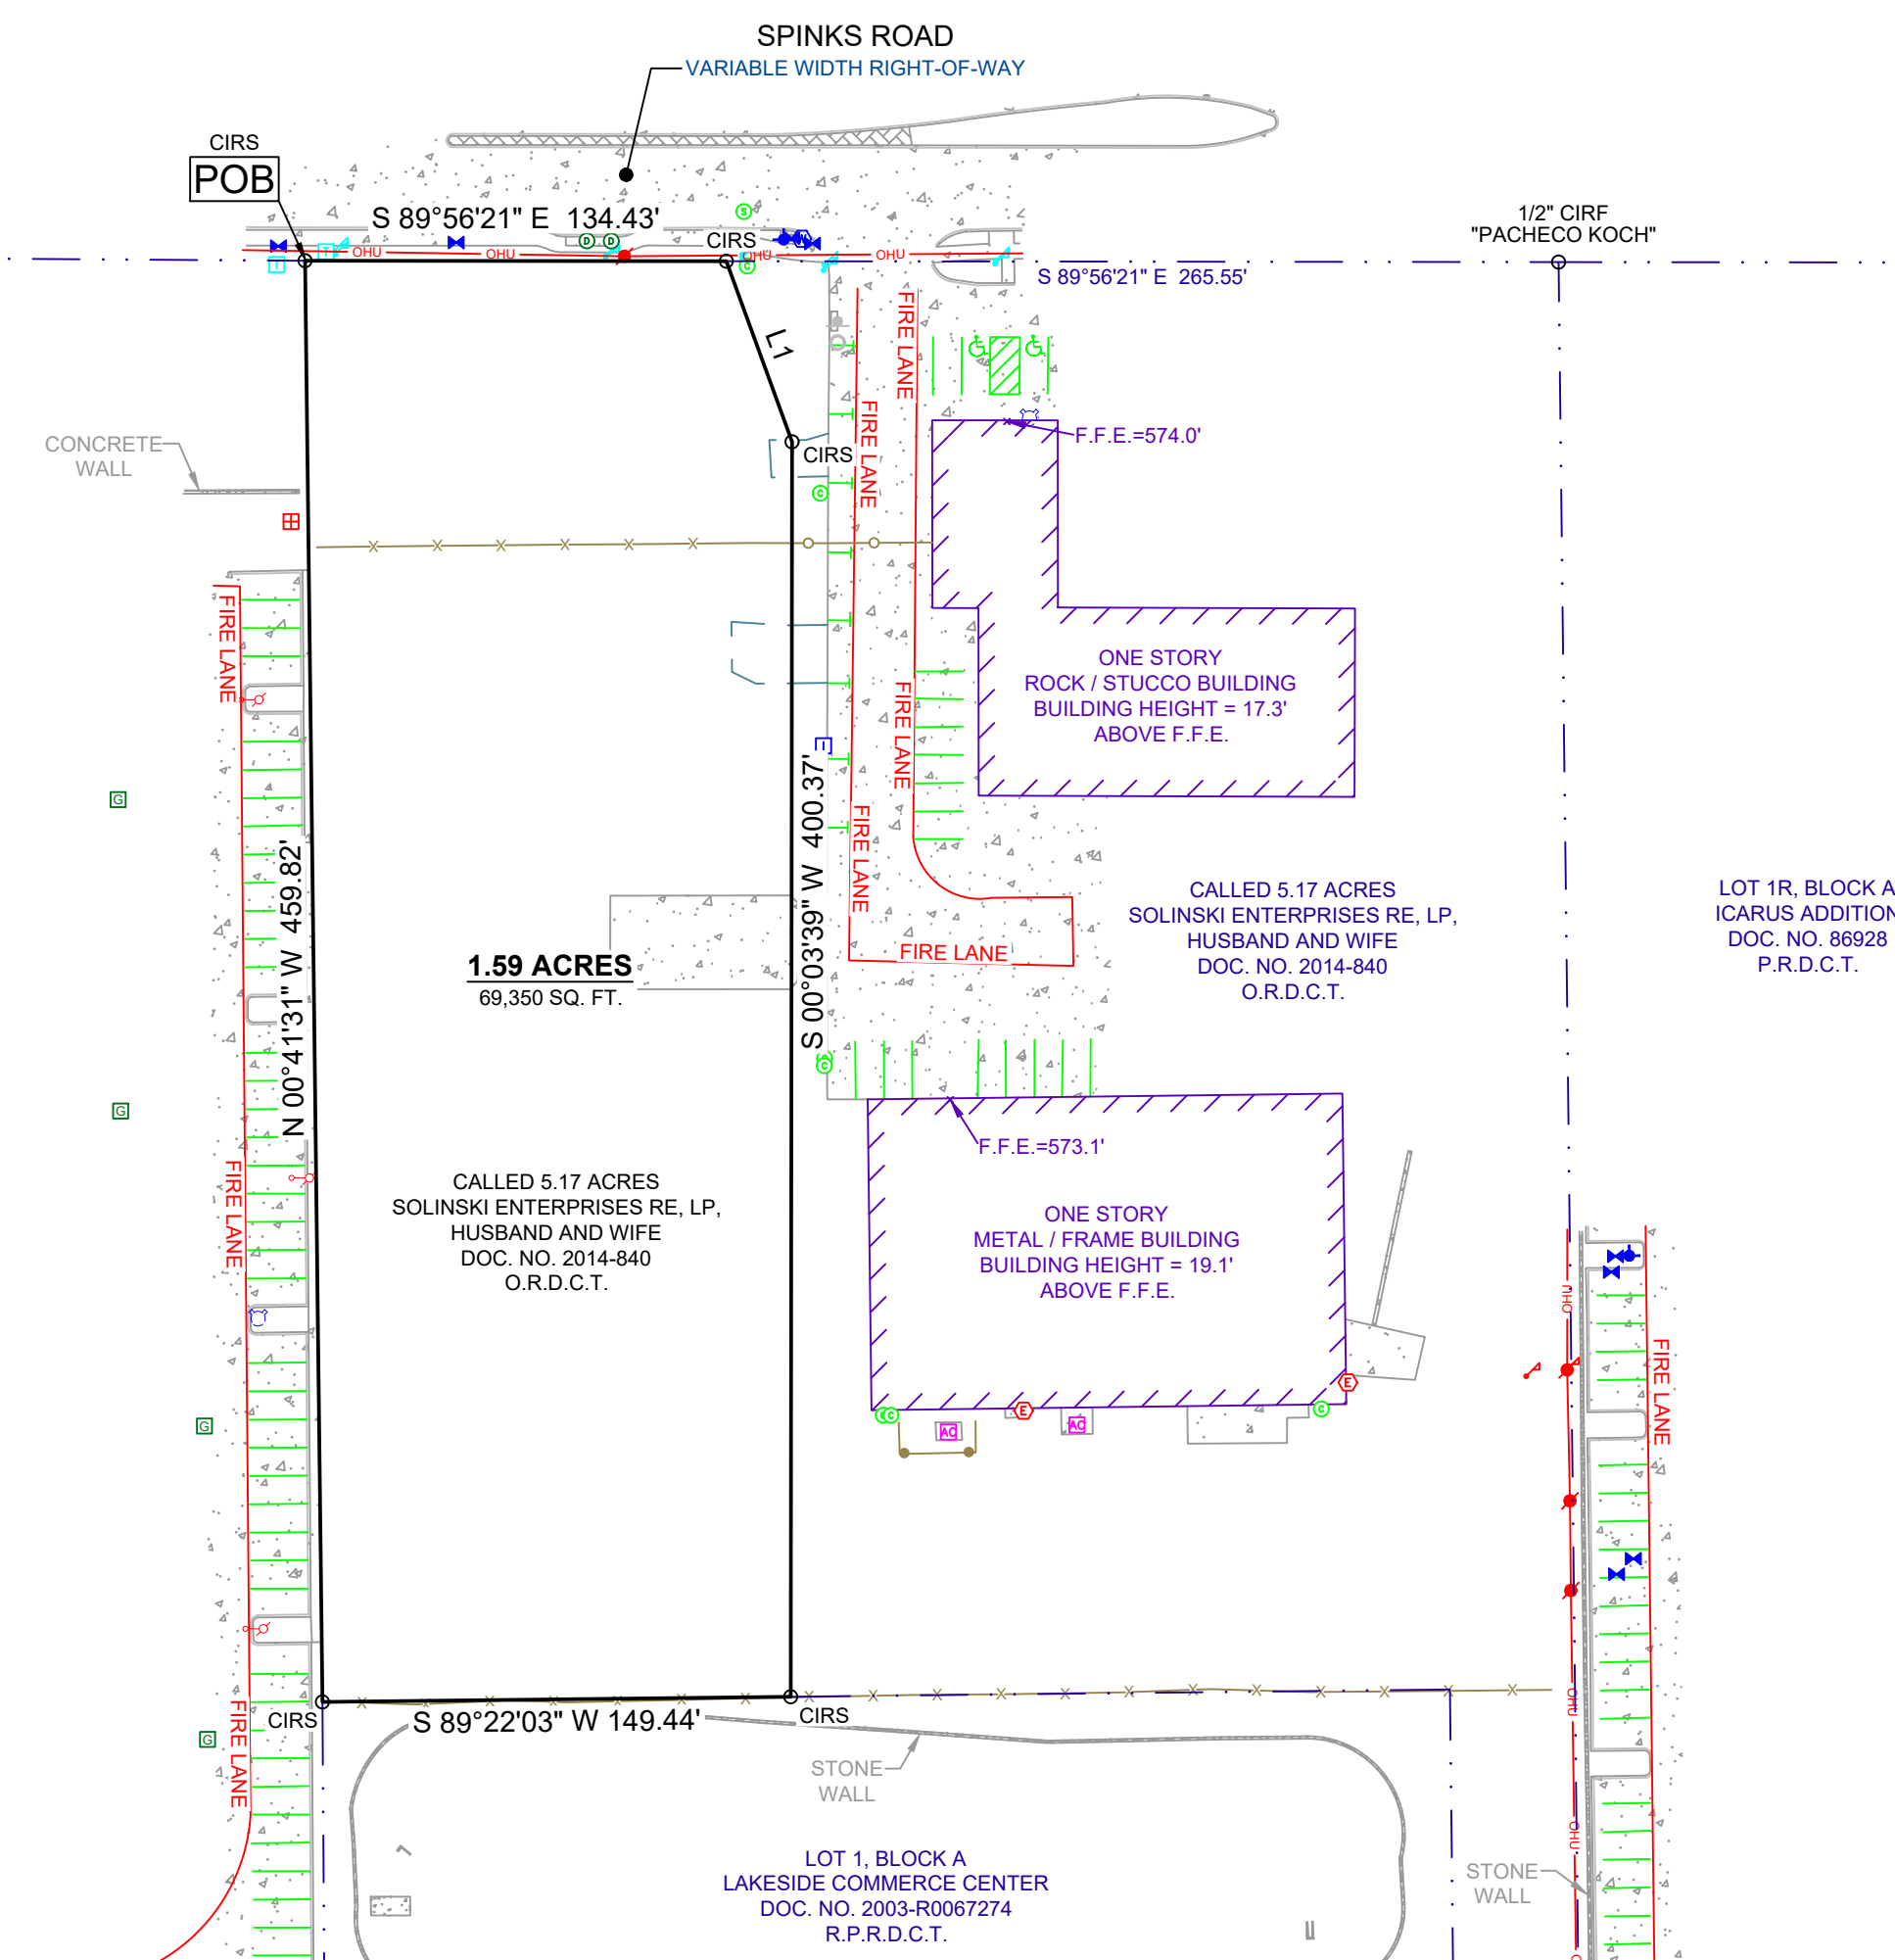 SPINKS ROAD
VARIABLE WIDTH RIGHT-OF-WAY
CIRS
POB
S 89°56'21" E  134.43'
CIRS
1/2" CIRF
"PACHECO KOCH"
S
D
D
T
T
OHU
OHU
OHU
OHU
C
S 89°56'21" E  265.55'
L1
FIRE LANE
FIRE LANE
F.F.E.=574.0'
CONCRETE
WALL
CIRS
C
FIRE LANE
ONE STORY
ROCK / STUCCO BUILDING
BUILDING HEIGHT = 17.3'
ABOVE F.F.E.
FIRE LANE
FIRE LANE
G
N 00°41'31" W  459.82'
S 00°03'39" W  400.37'
CALLED 5.17 ACRES
SOLINSKI ENTERPRISES RE, LP,
HUSBAND AND WIFE
DOC. NO. 2014-840
O.R.D.C.T.
LOT 1R, BLOCK A
ICARUS ADDITION
DOC. NO. 86928
P.R.D.C.T.
1.59 ACRES
69,350 SQ. FT.
FIRE LANE
C
G
F.F.E.=573.1'
FIRE LANE
CALLED 5.17 ACRES
SOLINSKI ENTERPRISES RE, LP,
HUSBAND AND WIFE
DOC. NO. 2014-840
O.R.D.C.T.
ONE STORY
METAL / FRAME BUILDING
BUILDING HEIGHT = 19.1'
ABOVE F.F.E.
OHU
FIRE LANE
E
G
C
E
C
AC
AC
OHU
CIRS
S 89°22'03" W 149.44'
CIRS
G
FIRE LANE
STONE
WALL
OHU
LOT 1, BLOCK A
LAKESIDE COMMERCE CENTER
DOC. NO. 2003-R0067274
R.P.R.D.C.T.
STONE
WALL